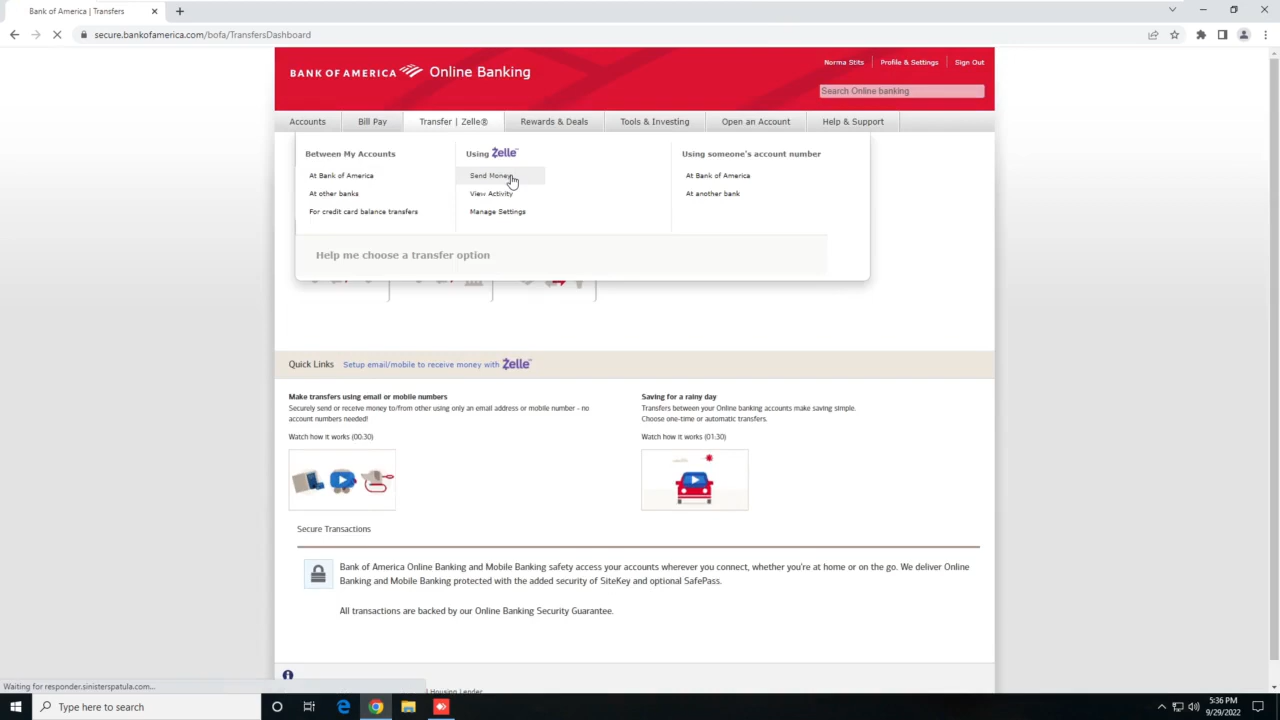 Bank of America | Transfers
secure.bankofamerica.com/bofa/TransfersDashboard
BANK OF AMERICA Online Banking
Norma Stits Profile & Settings Sign Out
Search Online banking
Accounts Bill Pay Transfer | Zelle® Rewards & Deals Tools & Investing Open an Account Help & Support
Between My Accounts
At Bank of America
At other banks
For credit card balance transfers
Using Zelle
Send Money
View Activity
Manage Settings
Using someone's account number
At Bank of America
At another bank
Help me choose a transfer option
Quick Links Setup email/mobile to receive money with Zelle
Make transfers using email or mobile numbers
Securely send or receive money to/from other using only an email address or mobile number - no
account numbers needed!
Watch how it works (00:30)
Saving for a rainy day
Transfers between your Online banking accounts make saving simple.
Choose one-time or automatic transfers.
Watch how it works (01:30)
Secure Transactions
Bank of America Online Banking and Mobile Banking safety access your accounts wherever you connect, whether you're at home or on the go. We deliver Online
Banking and Mobile Banking protected with the added security of SiteKey and optional SafePass.
All transactions are backed by our Online Banking Security Guarantee.
Waiting for responder.sinisterspatula.com...
l Housing Lender
Type here to search
5:36 PM
9/29/2022